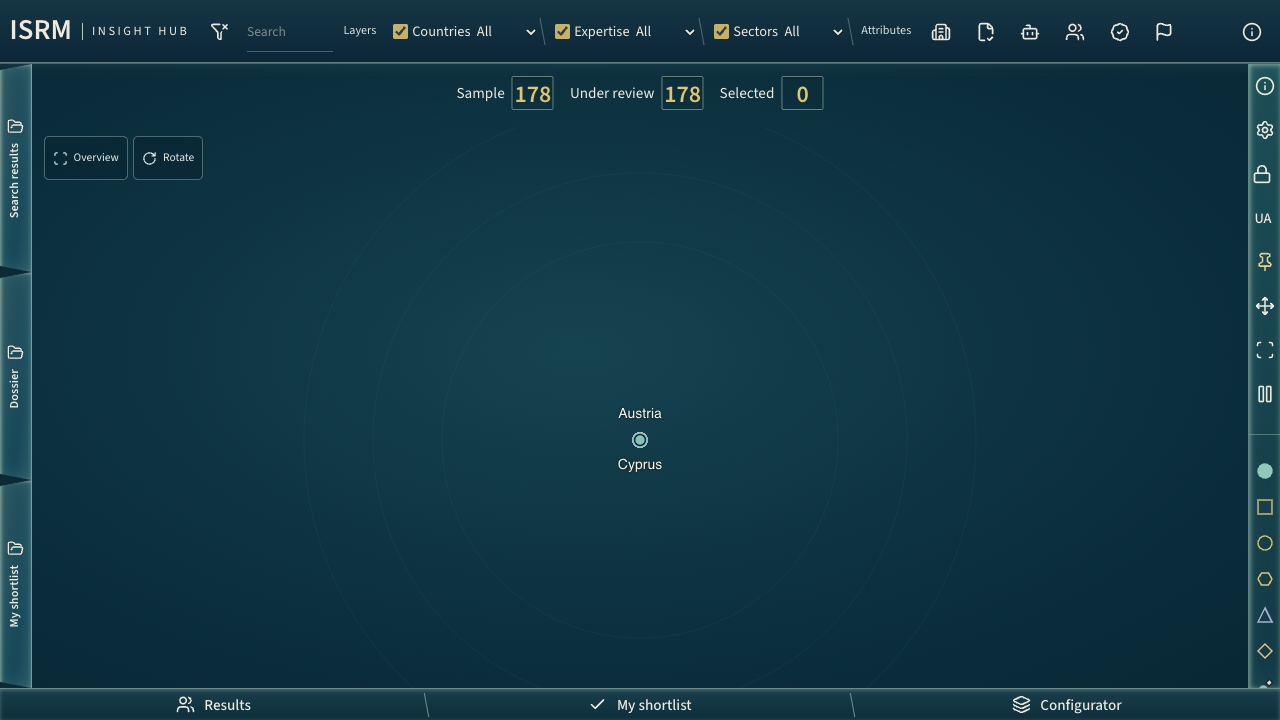 ISRM | INSIGHT HUB
Search
Layers
Countries All
Expertise All
Sectors All
Attributes
Sample 178 Under review 178 Selected 0
Overview
Rotate
Search results
Dossier
My shortlist
UA
Austria
Cyprus
Results
My shortlist
Configurator